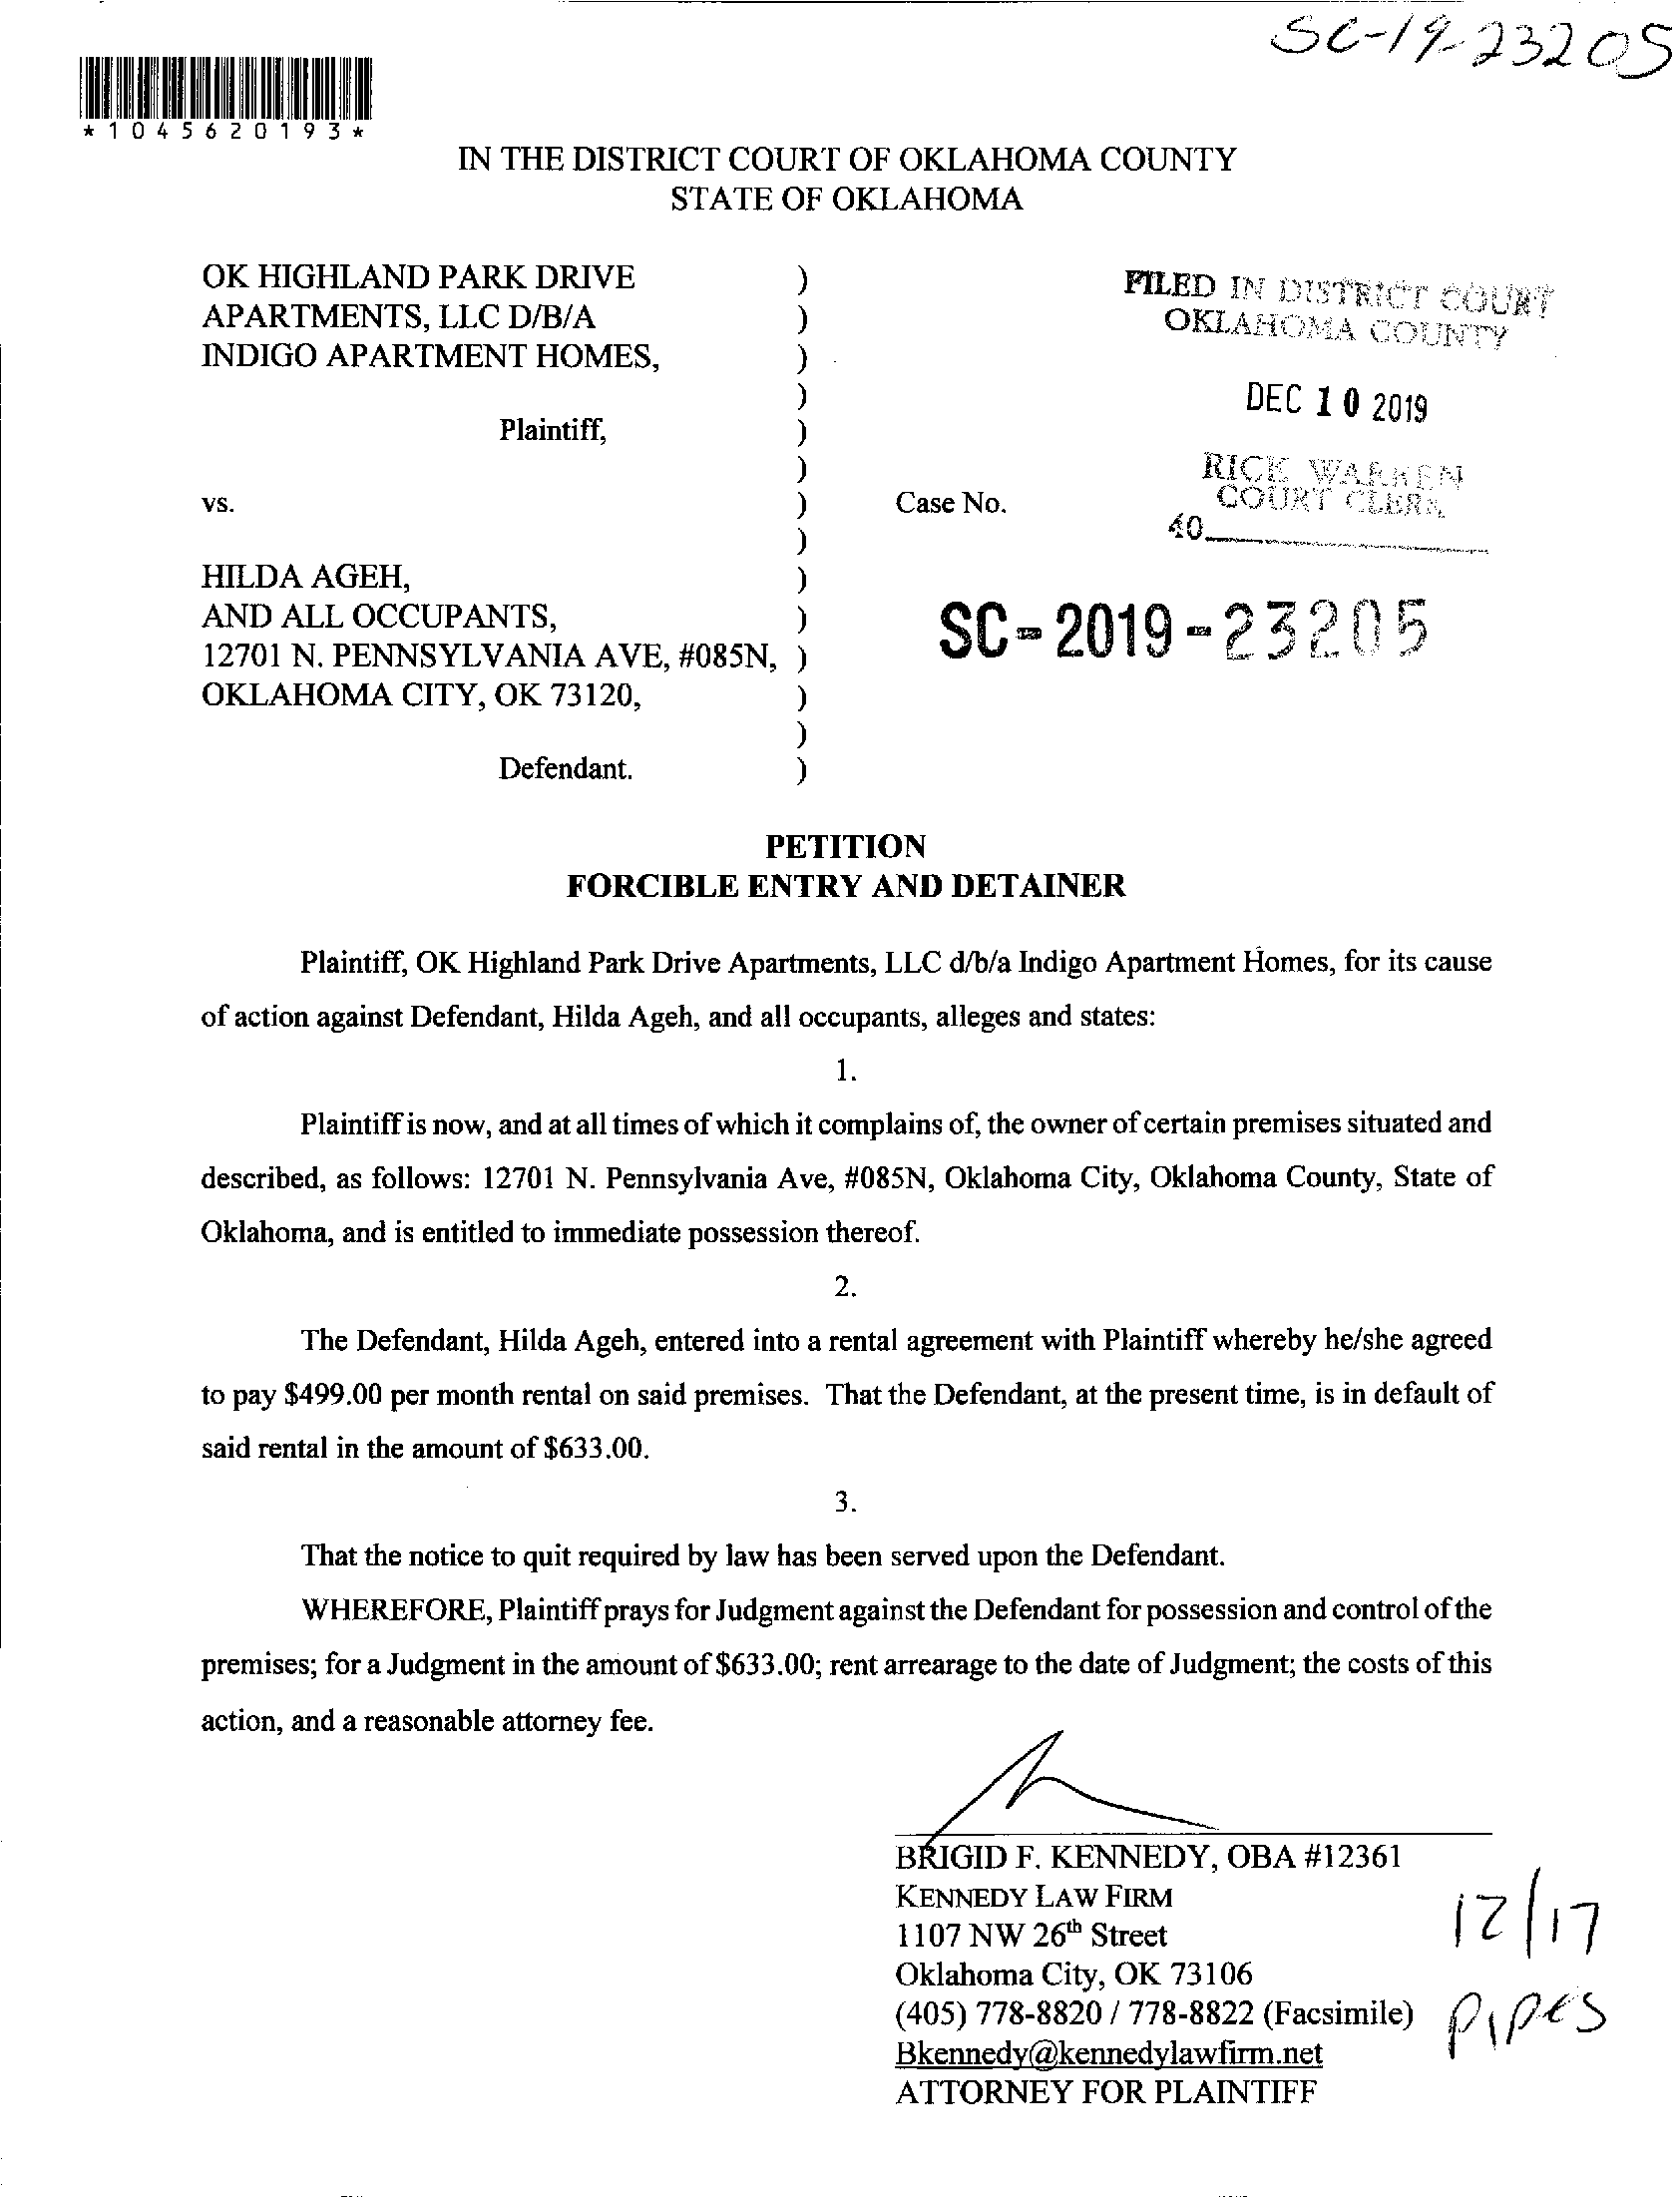 SC-19-23205
*1045620193*
IN THE DISTRICT COURT OF OKLAHOMA COUNTY
STATE OF OKLAHOMA
OK HIGHLAND PARK DRIVE )
APARTMENTS, LLC D/B/A )
INDIGO APARTMENT HOMES, )
)
Plaintiff, )
)
vs. ) Case No.
)
HILDA AGEH, )
AND ALL OCCUPANTS, )
12701 N. PENNSYLVANIA AVE, #085N, )
OKLAHOMA CITY, OK 73120, )
)
Defendant. )
FILED IN DISTRICT COURT
OKLAHOMA COUNTY
DEC 10 2019
RICK WARREN
COURT CLERK
40
SC-2019-23205
PETITION
FORCIBLE ENTRY AND DETAINER
Plaintiff, OK Highland Park Drive Apartments, LLC d/b/a Indigo Apartment Homes, for its cause
of action against Defendant, Hilda Ageh, and all occupants, alleges and states:
1.
Plaintiff is now, and at all times of which it complains of, the owner of certain premises situated and
described, as follows: 12701 N. Pennsylvania Ave, #085N, Oklahoma City, Oklahoma County, State of
Oklahoma, and is entitled to immediate possession thereof.
2.
The Defendant, Hilda Ageh, entered into a rental agreement with Plaintiff whereby he/she agreed
to pay $499.00 per month rental on said premises. That the Defendant, at the present time, is in default of
said rental in the amount of $633.00.
3.
That the notice to quit required by law has been served upon the Defendant.
WHEREFORE, Plaintiff prays for Judgment against the Defendant for possession and control of the
premises; for a Judgment in the amount of $633.00; rent arrearage to the date of Judgment; the costs of this
action, and a reasonable attorney fee.
BRIGID F. KENNEDY, OBA #12361
KENNEDY LAW FIRM
1107 NW 26th Street
Oklahoma City, OK 73106
(405) 778-8820 / 778-8822 (Facsimile)
Bkennedy@kennedylawfirm.net
ATTORNEY FOR PLAINTIFF
12/17
pipes